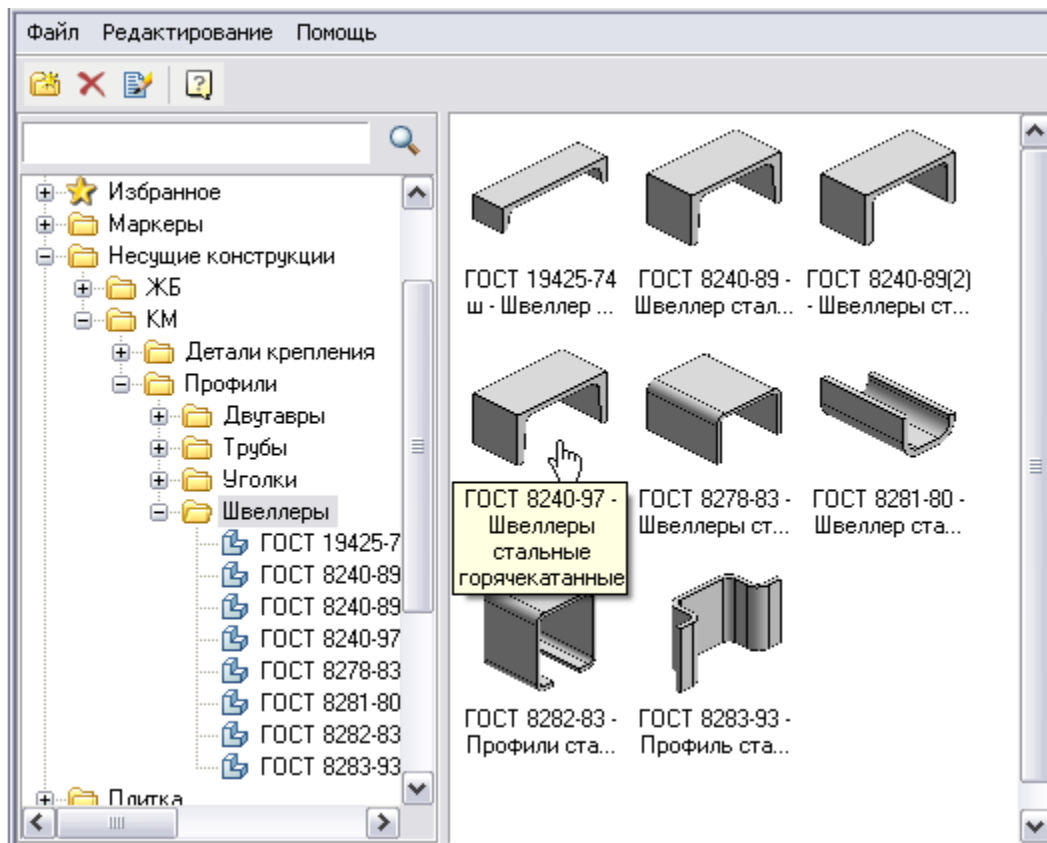 Файл Редактирование Помощь
Избранное
Маркеры
Несущие конструкции
ЖБ
КМ
Детали крепления
Профили
Двутавры
Трубы
Уголки
Швеллеры
ГОСТ 19425-7
ГОСТ 8240-89
ГОСТ 8240-89
ГОСТ 8240-97
ГОСТ 8278-83
ГОСТ 8281-80
ГОСТ 8282-83
ГОСТ 8283-93
Плитка
ГОСТ 19425-74
ш - Швеллер ...
ГОСТ 8240-89 -
Швеллер стал...
ГОСТ 8240-89(2)
- Швеллеры ст...
ГОСТ 8240-97 -
Швеллеры
стальные
горячекатанные
ГОСТ 8278-83 -
Швеллеры ст...
ГОСТ 8281-80 -
Швеллер ста...
ГОСТ 8282-83 -
Профили ста...
ГОСТ 8283-93 -
Профиль ста...